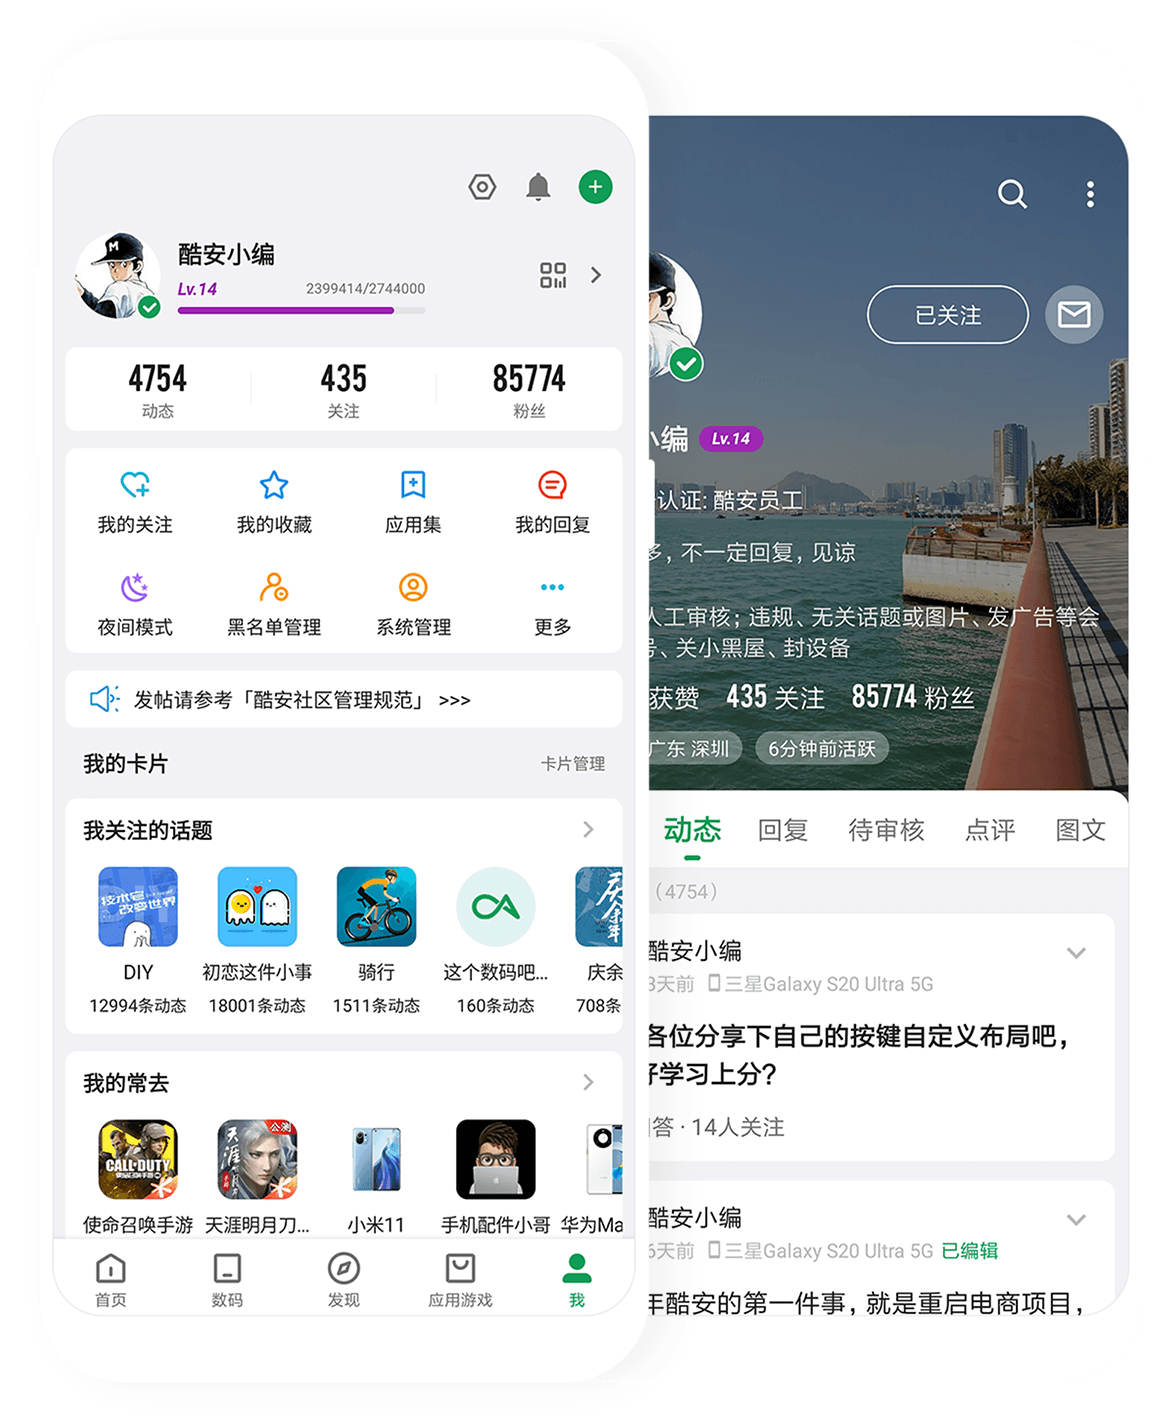 酷安小编
Lv.14
2399414/2744000
4754
435
85774
动态
关注
粉丝
我的关注
我的收藏
应用集
我的回复
夜间模式
黑名单管理
系统管理
更多
发帖请参考「酷安社区管理规范」 >>>
我的卡片
卡片管理
我关注的话题
技术宅
改变世界
DIY
初恋这件小事
骑行
这个数码吧...
庆余
12994条动态
18001条动态
1511条动态
160条动态
708条
我的常去
CALL·DUTY
公测
天涯
使命召唤手游
天涯明月刀...
小米11
手机配件小哥
华为Ma
首页
数码
发现
应用游戏
我
已关注
小编
Lv.14
认证: 酷安员工
多，不一定回复，见谅
人工审核；违规、无关话题或图片、发广告等会
号、关小黑屋、封设备
获赞 435 关注 85774 粉丝
广东 深圳
6分钟前活跃
动态
回复
待审核
点评
图文
（4754）
酷安小编
3天前 三星Galaxy S20 Ultra 5G
各位分享下自己的按键自定义布局吧，
好学习上分?
答 · 14人关注
酷安小编
6天前 三星Galaxy S20 Ultra 5G 已编辑
年酷安的第一件事，就是重启电商项目，